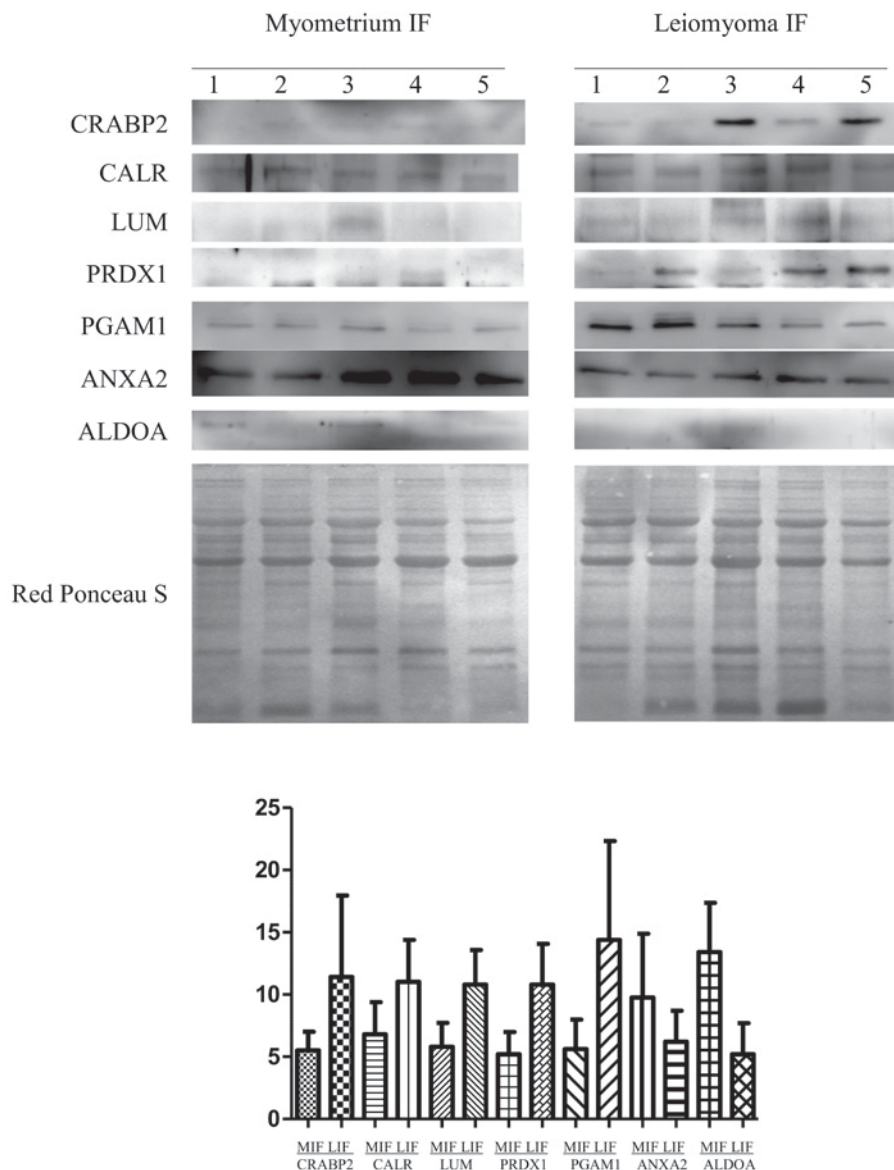 Myometrium IF Leiomyoma IF
1 2 3 4 5 1 2 3 4 5
CRABP2
CALR
LUM
PRDX1
PGAM1
ANXA2
ALDOA
Red Ponceau S
25
20
15
10
5
0
MIF LIF MIF LIF MIF LIF MIF LIF MIF LIF MIF LIF MIF LIF
CRABP2 CALR LUM PRDX1 PGAM1 ANXA2 ALDOA